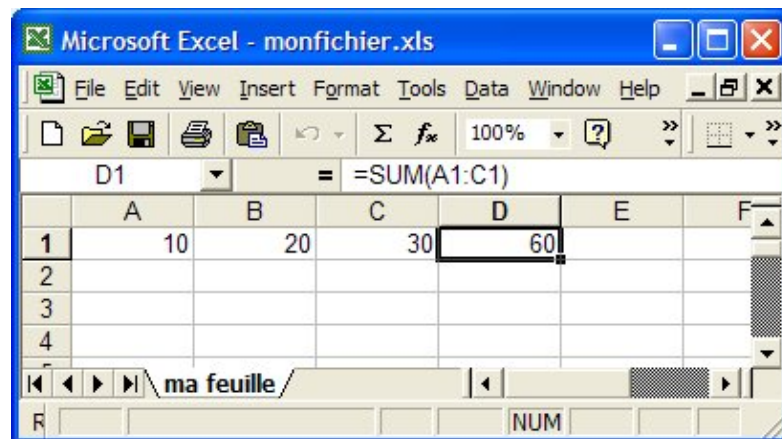 Microsoft Excel - monfichier.xls
File Edit View Insert Format Tools Data Window Help
Σ fx 100%
D1 = =SUM(A1:C1)
A B C D E F
1 10 20 30 60
2
3
4
ma feuille
NUM